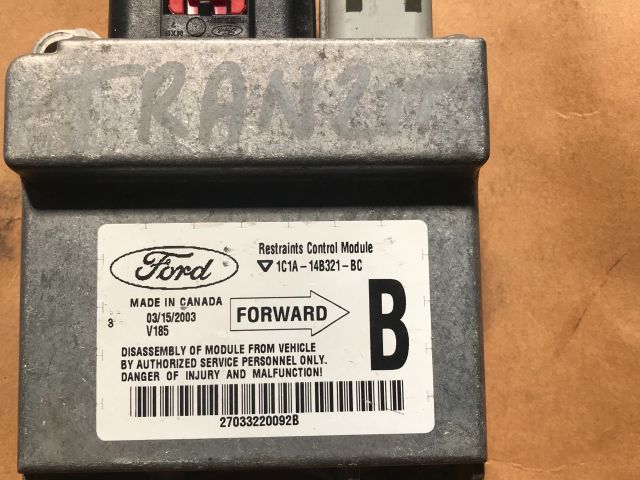 Ford
TRANZIT
Ford
Restraints Control Module
1C1A-14B321-BC
MADE IN CANADA
03/15/2003
V185
3
FORWARD
B
DISASSEMBLY OF MODULE FROM VEHICLE
BY AUTHORIZED SERVICE PERSONNEL ONLY.
DANGER OF INJURY AND MALFUNCTION!
27033220092B